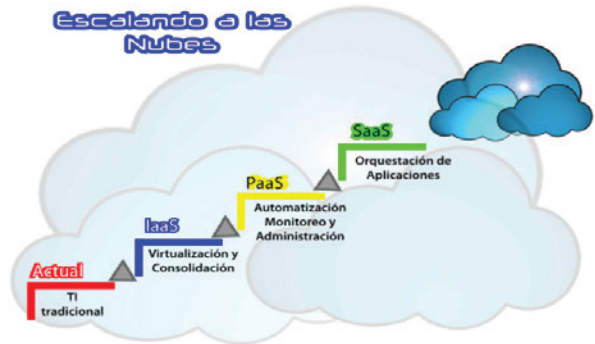 Escalando a las
Nubes
SaaS
Orquestación de
Aplicaciones
PaaS
Automatización
Monitoreo y
Administración
IaaS
Virtualización y
Consolidación
Actual
TI
tradicional